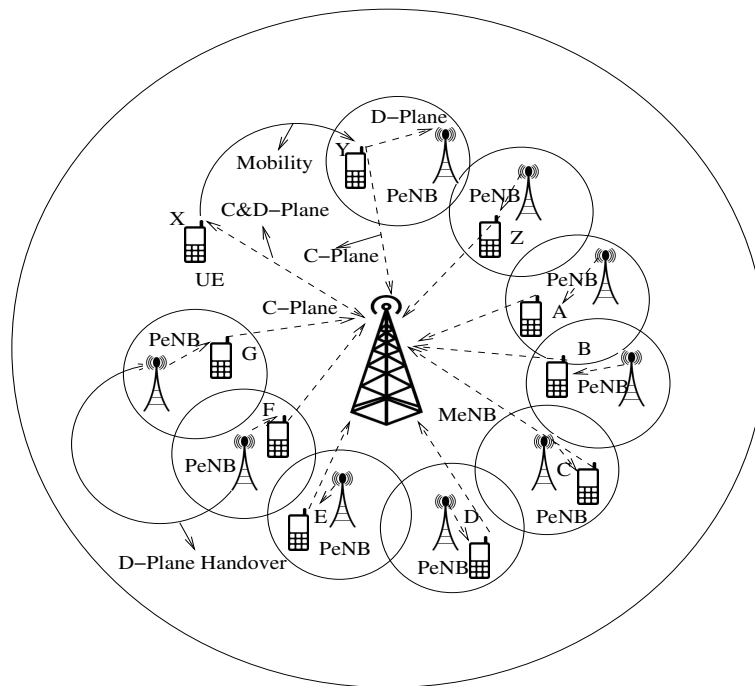 D−Plane
Y
Mobility
PeNB
PeNB
C&D−Plane
X
Z
C−Plane
UE
PeNB
C−Plane
A
PeNB
G
B
PeNB
MeNB
F
PeNB
C
E
D
PeNB
PeNB
D−Plane Handover
PeNB